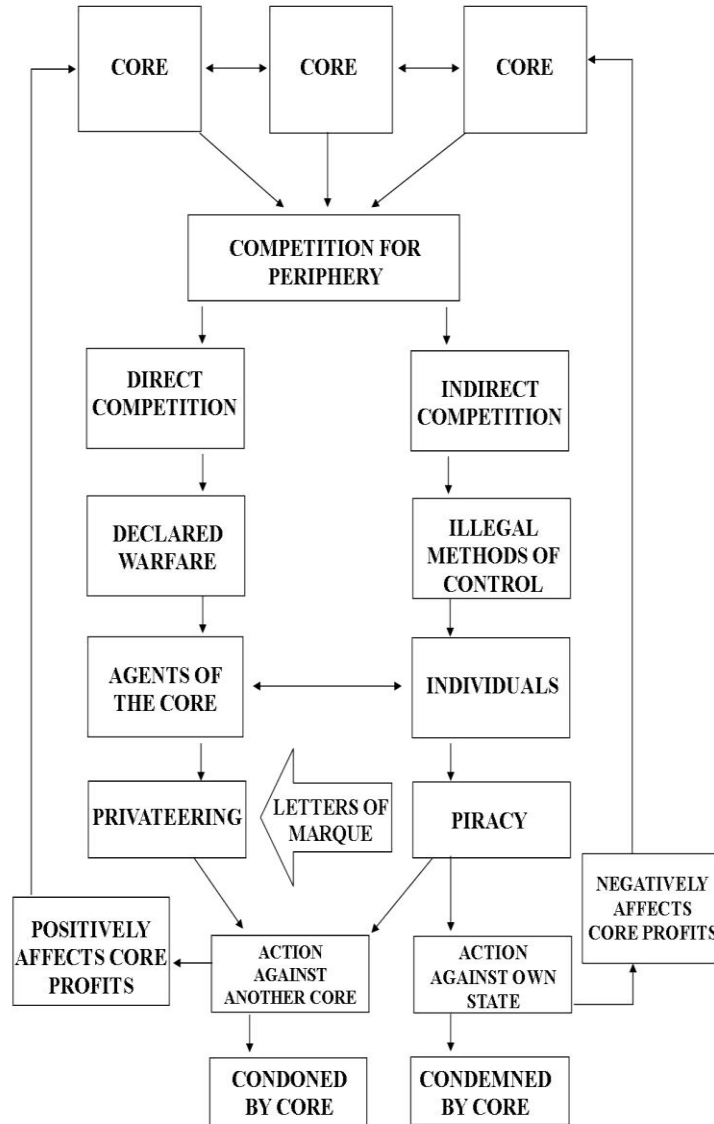 CORE
CORE
CORE
COMPETITION FOR
PERIPHERY
DIRECT
COMPETITION
INDIRECT
COMPETITION
DECLARED
WARFARE
ILLEGAL
METHODS OF
CONTROL
AGENTS OF
THE CORE
INDIVIDUALS
PRIVATEERING
LETTERS OF
MARQUE
PIRACY
POSITIVELY
AFFECTS CORE
PROFITS
ACTION
AGAINST
ANOTHER CORE
ACTION
AGAINST OWN
STATE
NEGATIVELY
AFFECTS
CORE PROFITS
CONDONED
BY CORE
CONDEMNED
BY CORE